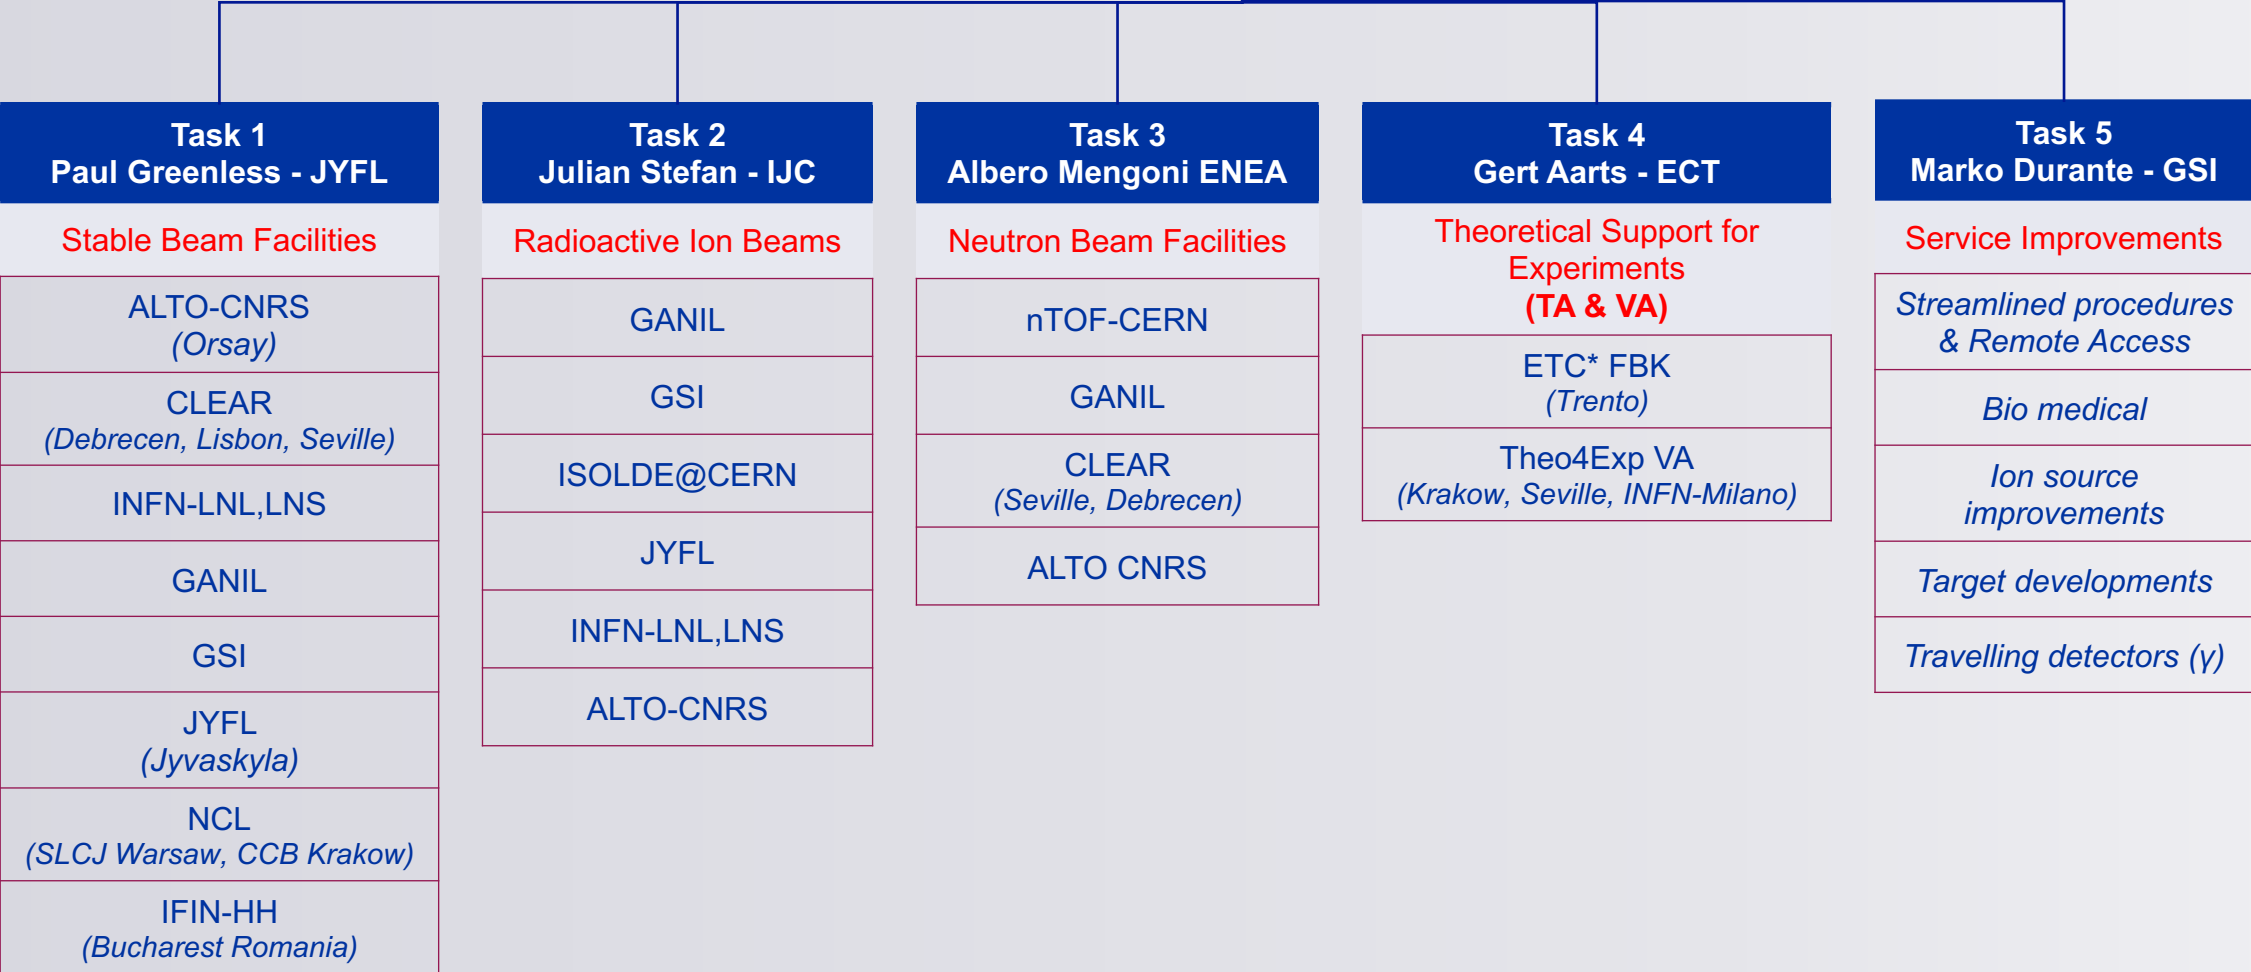 Task 1
Paul Greenless - JYFL
Stable Beam Facilities
ALTO-CNRS
(Orsay)
CLEAR
(Debrecen, Lisbon, Seville)
INFN-LNL,LNS
GANIL
GSI
JYFL
(Jyvaskyla)
NCL
(SLCJ Warsaw, CCB Krakow)
IFIN-HH
(Bucharest Romania)
Task 2
Julian Stefan - IJC
Radioactive Ion Beams
GANIL
GSI
ISOLDE@CERN
JYFL
INFN-LNL,LNS
ALTO-CNRS
Task 3
Albero Mengoni ENEA
Neutron Beam Facilities
nTOF-CERN
GANIL
CLEAR
(Seville, Debrecen)
ALTO CNRS
Task 4
Gert Aarts - ECT
Theoretical Support for
Experiments
(TA & VA)
ETC* FBK
(Trento)
Theo4Exp VA
(Krakow, Seville, INFN-Milano)
Task 5
Marko Durante - GSI
Service Improvements
Streamlined procedures
& Remote Access
Bio medical
Ion source
improvements
Target developments
Travelling detectors (γ)